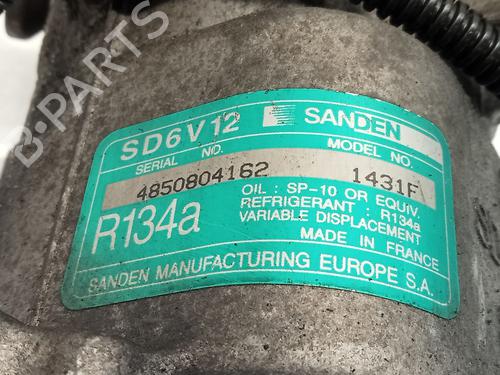 B-PARTS
SD6V12 SANDEN
SERIAL NO. MODEL NO.
4850804162 1431F
OIL : SP-10 OR EQUIV.
REFRIGERANT : R134a
VARIABLE DISPLACEMENT
R134a MADE IN FRANCE
SANDEN MANUFACTURING EUROPE S.A.